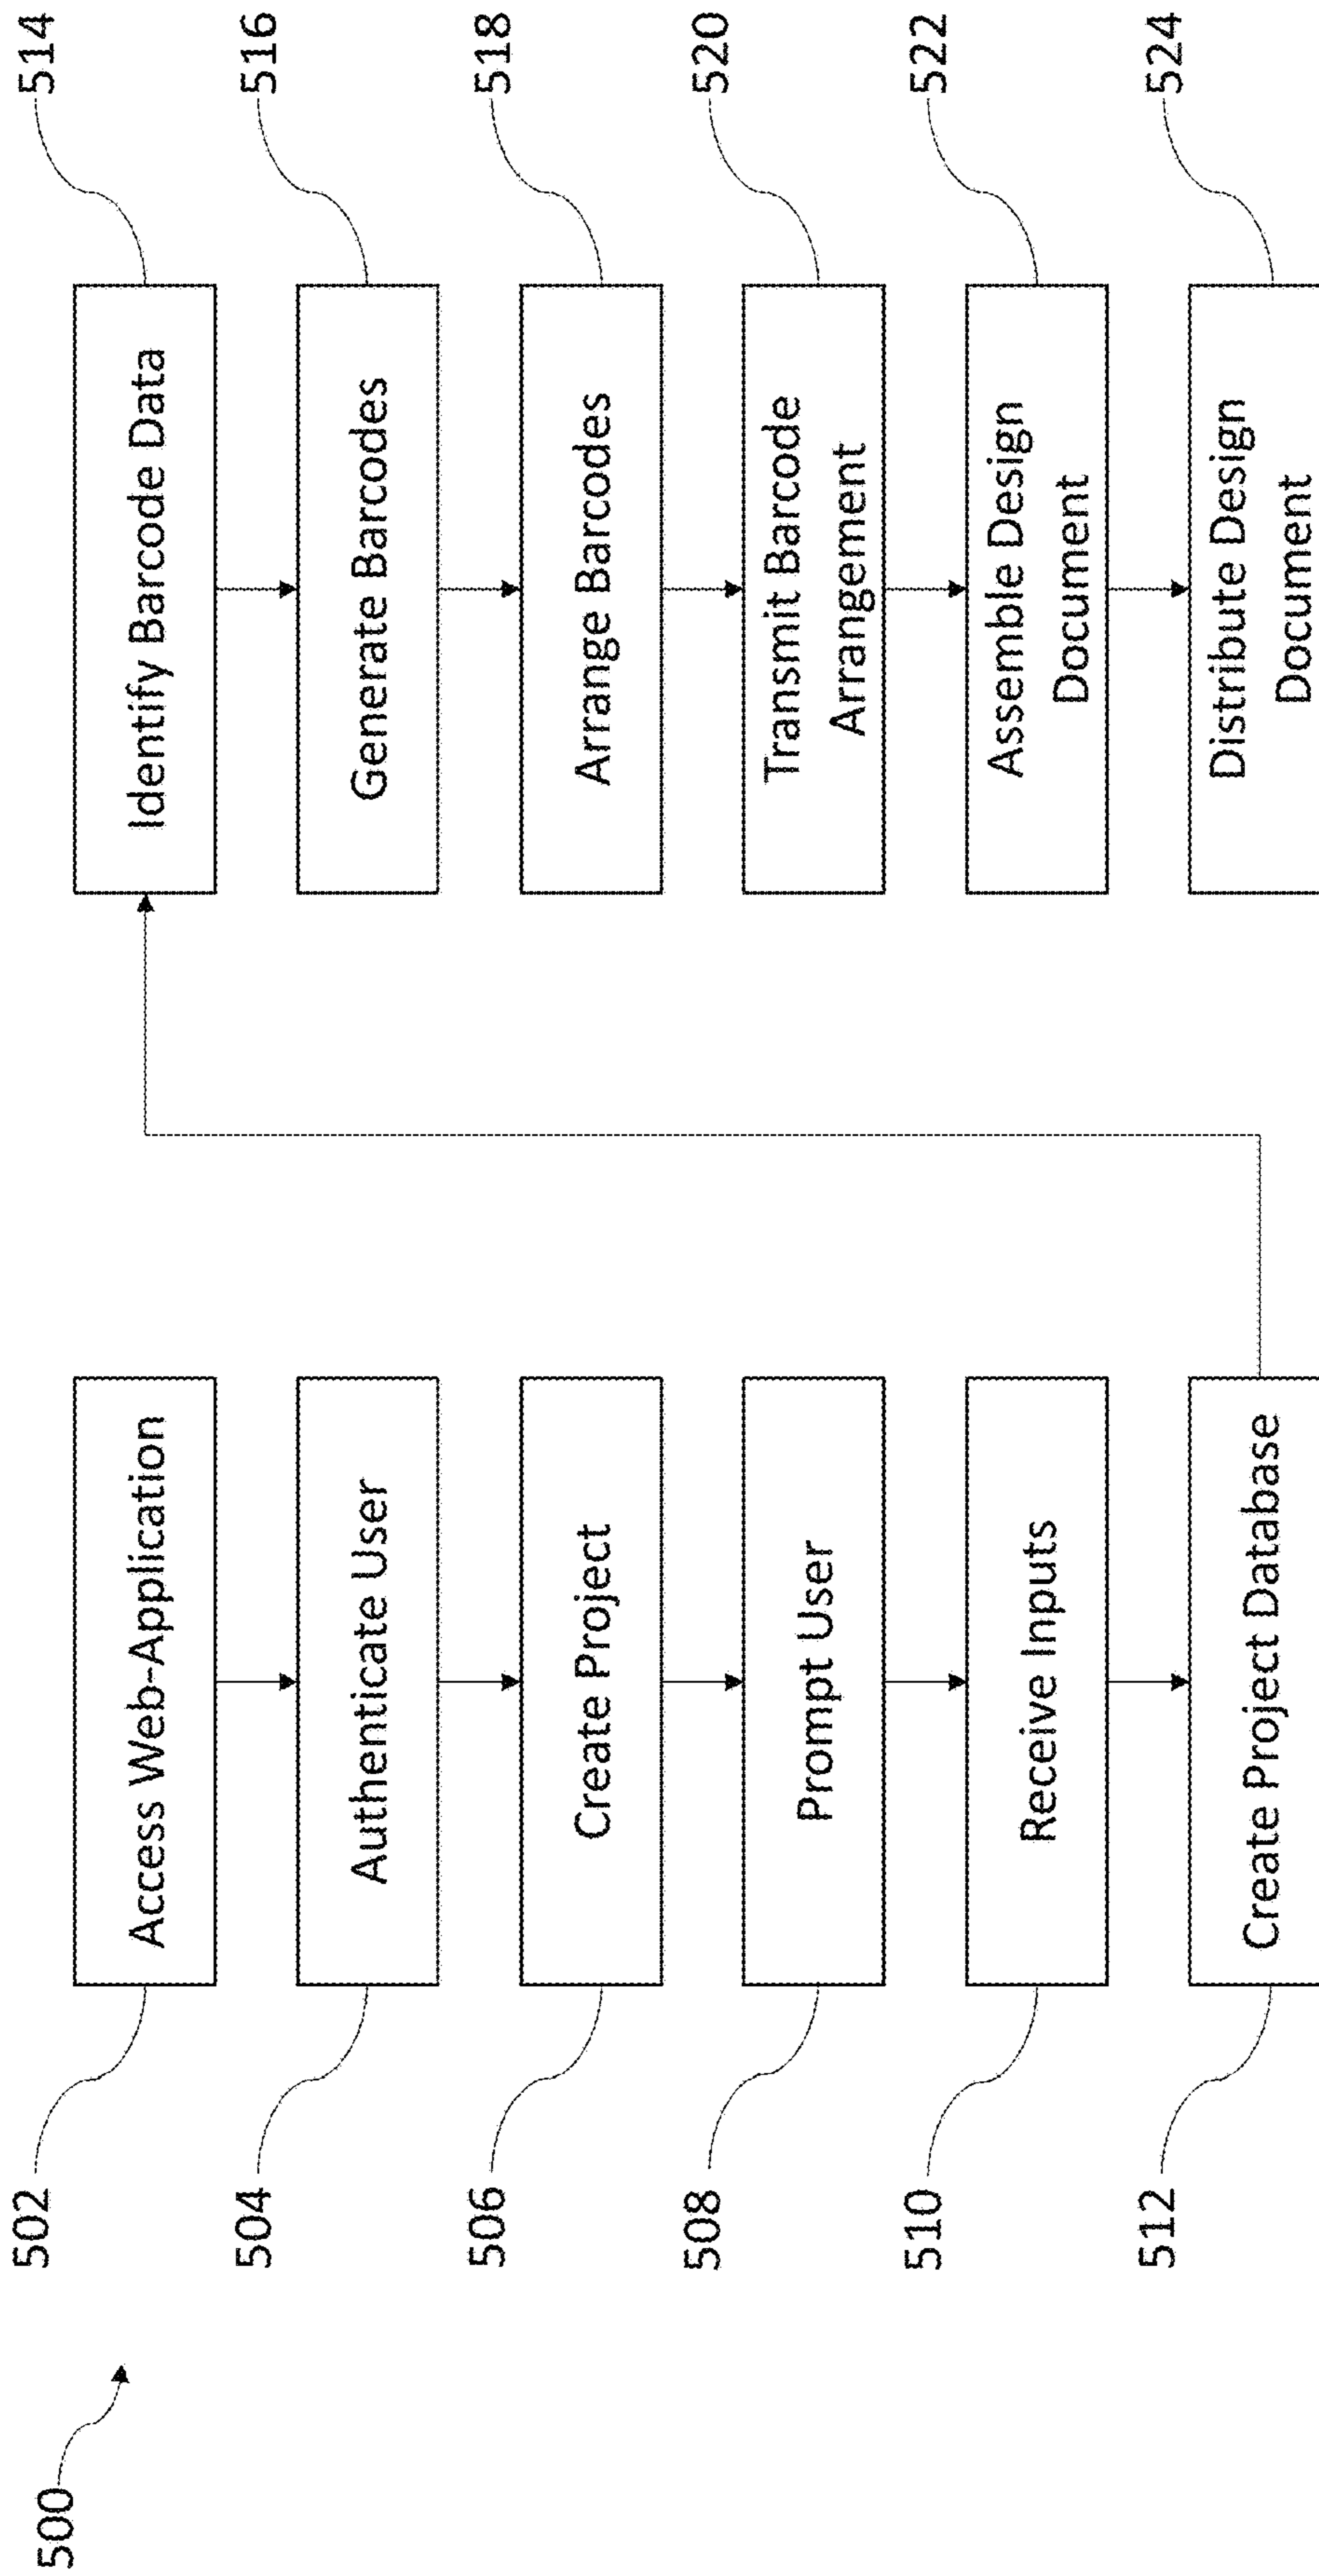 500
502
Access Web-Application
504
Authenticate User
506
Create Project
508
Prompt User
510
Receive Inputs
512
Create Project Database
514
Identify Barcode Data
516
Generate Barcodes
518
Arrange Barcodes
520
Transmit Barcode
Arrangement
522
Assemble Design
Document
524
Distribute Design
Document